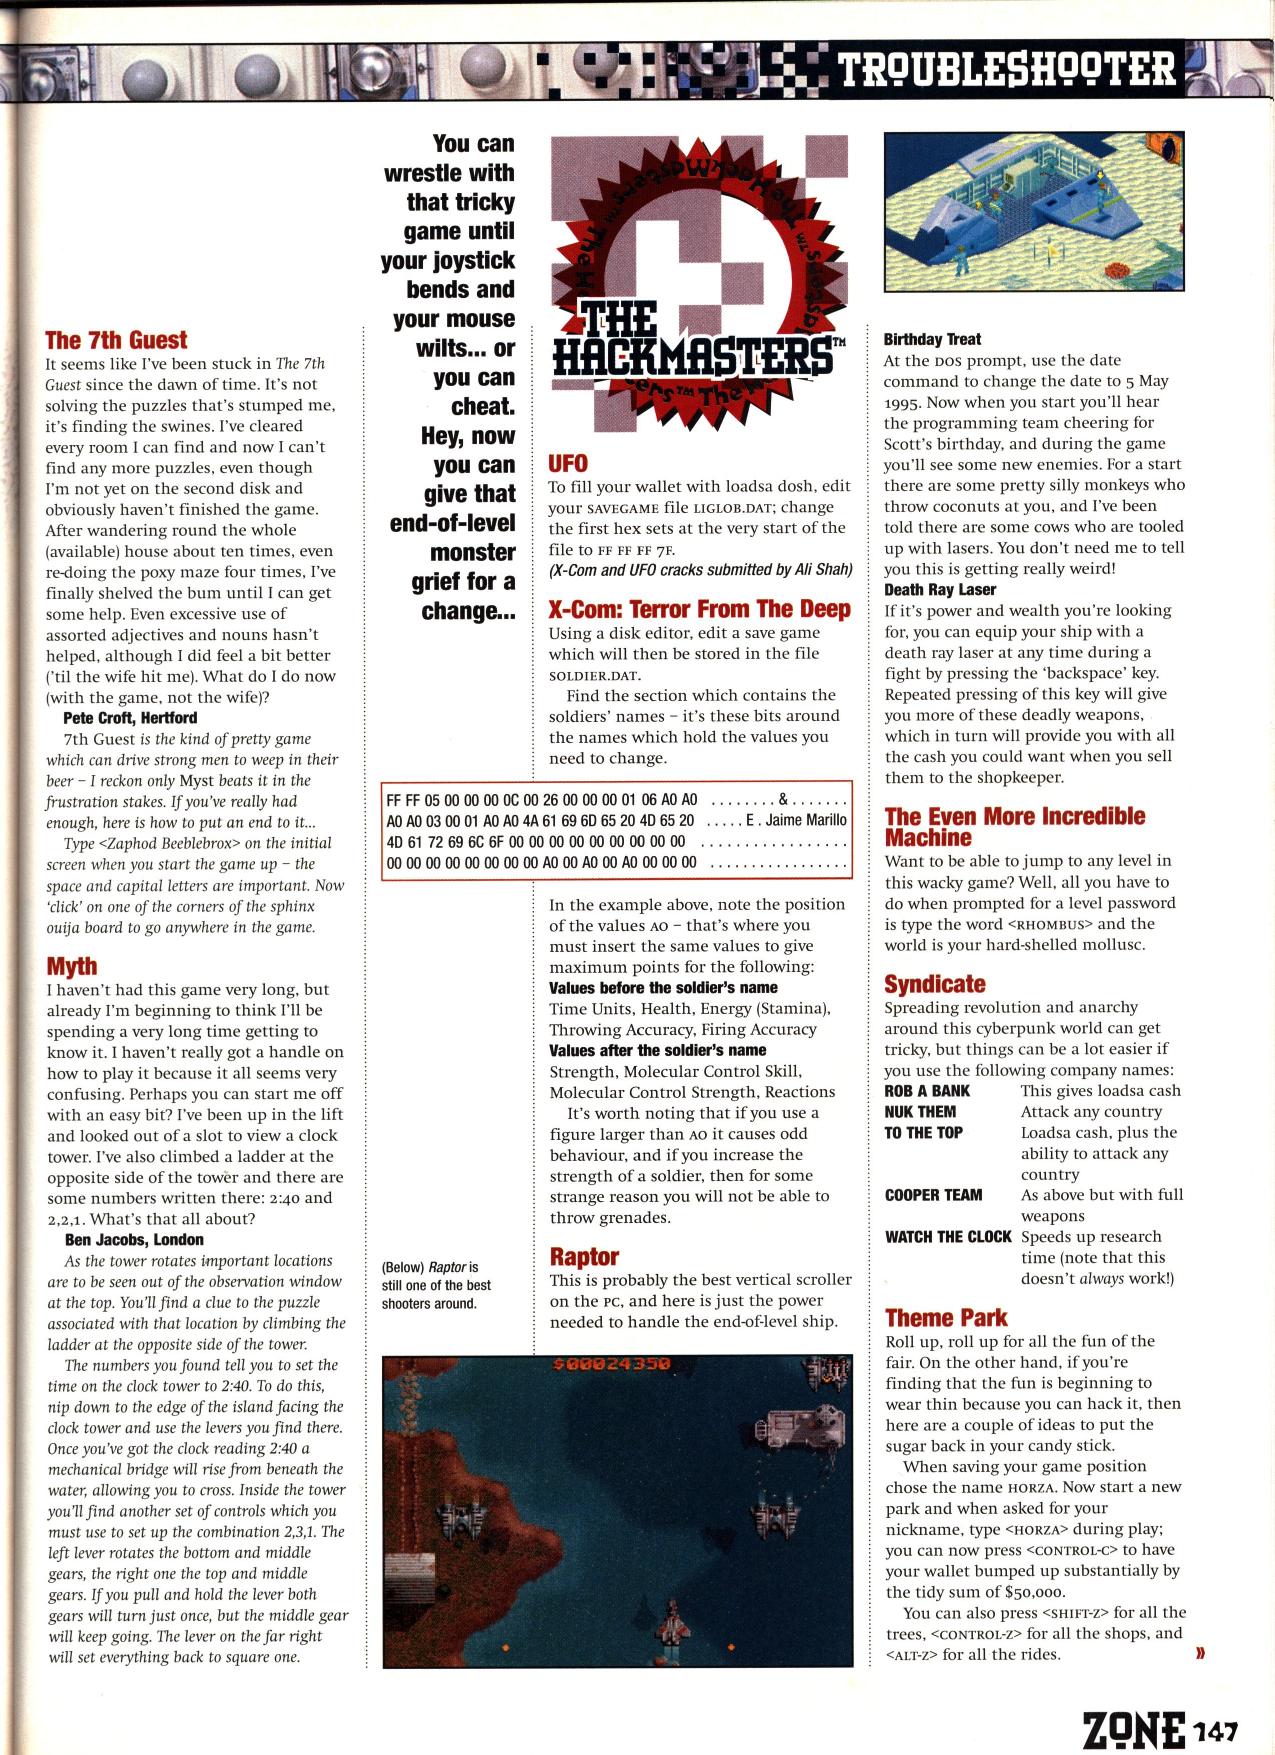 TROUBLESHOOTER
The 7th Guest
It seems like I've been stuck in The 7th
Guest since the dawn of time. It's not
solving the puzzles that's stumped me,
it's finding the swines. I've cleared
every room I can find and now I can't
find any more puzzles, even though
I'm not yet on the second disk and
obviously haven't finished the game.
After wandering round the whole
(available) house about ten times, even
re-doing the poxy maze four times, I've
finally shelved the bum until I can get
some help. Even excessive use of
assorted adjectives and nouns hasn't
helped, although I did feel a bit better
('til the wife hit me). What do I do now
(with the game, not the wife)?
Pete Croft, Hertford
7th Guest is the kind of pretty game
which can drive strong men to weep in their
beer – I reckon only Myst beats it in the
frustration stakes. If you've really had
enough, here is how to put an end to it...
Type <Zaphod Beeblebrox> on the initial
screen when you start the game up – the
space and capital letters are important. Now
'click' on one of the corners of the sphinx
ouija board to go anywhere in the game.
Myth
I haven't had this game very long, but
already I'm beginning to think I'll be
spending a very long time getting to
know it. I haven't really got a handle on
how to play it because it all seems very
confusing. Perhaps you can start me off
with an easy bit? I've been up in the lift
and looked out of a slot to view a clock
tower. I've also climbed a ladder at the
opposite side of the tower and there are
some numbers written there: 2:40 and
2,2,1. What's that all about?
Ben Jacobs, London
As the tower rotates important locations
are to be seen out of the observation window
at the top. You'll find a clue to the puzzle
associated with that location by climbing the
ladder at the opposite side of the tower.
The numbers you found tell you to set the
time on the clock tower to 2:40. To do this,
nip down to the edge of the island facing the
clock tower and use the levers you find there.
Once you've got the clock reading 2:40 a
mechanical bridge will rise from beneath the
water, allowing you to cross. Inside the tower
you'll find another set of controls which you
must use to set up the combination 2,3,1. The
left lever rotates the bottom and middle
gears, the right one the top and middle
gears. If you pull and hold the lever both
gears will turn just once, but the middle gear
will keep going. The lever on the far right
will set everything back to square one.
You can
wrestle with
that tricky
game until
your joystick
bends and
your mouse
wilts... or
you can
cheat.
Hey, now
you can
give that
end-of-level
monster
grief for a
change...
THE
HACKMASTERS™
UFO
To fill your wallet with loadsa dosh, edit
your SAVEGAME file LIGLOB.DAT; change
the first hex sets at the very start of the
file to FF FF FF 7F.
(X-Com and UFO cracks submitted by Ali Shah)
X-Com: Terror From The Deep
Using a disk editor, edit a save game
which will then be stored in the file
SOLDIER.DAT.
Find the section which contains the
soldiers' names – it's these bits around
the names which hold the values you
need to change.
FF FF 05 00 00 00 0C 00 26 00 00 00 01 06 A0 A0 ........&.......
A0 A0 03 00 01 A0 A0 4A 61 69 6D 65 20 4D 65 20 .....E. Jaime Marillo
4D 61 72 69 6C 6F 00 00 00 00 00 00 00 00 00 .................
00 00 00 00 00 00 00 00 A0 00 A0 00 A0 00 00 00 .................
In the example above, note the position
of the values AO – that's where you
must insert the same values to give
maximum points for the following:
Values before the soldier's name
Time Units, Health, Energy (Stamina),
Throwing Accuracy, Firing Accuracy
Values after the soldier's name
Strength, Molecular Control Skill,
Molecular Control Strength, Reactions
It's worth noting that if you use a
figure larger than AO it causes odd
behaviour, and if you increase the
strength of a soldier, then for some
strange reason you will not be able to
throw grenades.
Raptor
This is probably the best vertical scroller
on the PC, and here is just the power
needed to handle the end-of-level ship.
(Below) Raptor is
still one of the best
shooters around.
$00024350
Birthday Treat
At the DOS prompt, use the date
command to change the date to 5 May
1995. Now when you start you'll hear
the programming team cheering for
Scott's birthday, and during the game
you'll see some new enemies. For a start
there are some pretty silly monkeys who
throw coconuts at you, and I've been
told there are some cows who are tooled
up with lasers. You don't need me to tell
you this is getting really weird!
Death Ray Laser
If it's power and wealth you're looking
for, you can equip your ship with a
death ray laser at any time during a
fight by pressing the 'backspace' key.
Repeated pressing of this key will give
you more of these deadly weapons,
which in turn will provide you with all
the cash you could want when you sell
them to the shopkeeper.
The Even More Incredible
Machine
Want to be able to jump to any level in
this wacky game? Well, all you have to
do when prompted for a level password
is type the word <RHOMBUS> and the
world is your hard-shelled mollusc.
Syndicate
Spreading revolution and anarchy
around this cyberpunk world can get
tricky, but things can be a lot easier if
you use the following company names:
ROB A BANK This gives loadsa cash
NUK THEM Attack any country
TO THE TOP Loadsa cash, plus the
ability to attack any
country
COOPER TEAM As above but with full
weapons
WATCH THE CLOCK Speeds up research
time (note that this
doesn't always work!)
Theme Park
Roll up, roll up for all the fun of the
fair. On the other hand, if you're
finding that the fun is beginning to
wear thin because you can hack it, then
here are a couple of ideas to put the
sugar back in your candy stick.
When saving your game position
chose the name HORZA. Now start a new
park and when asked for your
nickname, type <HORZA> during play;
you can now press <CONTROL-C> to have
your wallet bumped up substantially by
the tidy sum of $50,000.
You can also press <SHIFT-Z> for all the
trees, <CONTROL-Z> for all the shops, and
<ALT-Z> for all the rides. »
ZONE 147